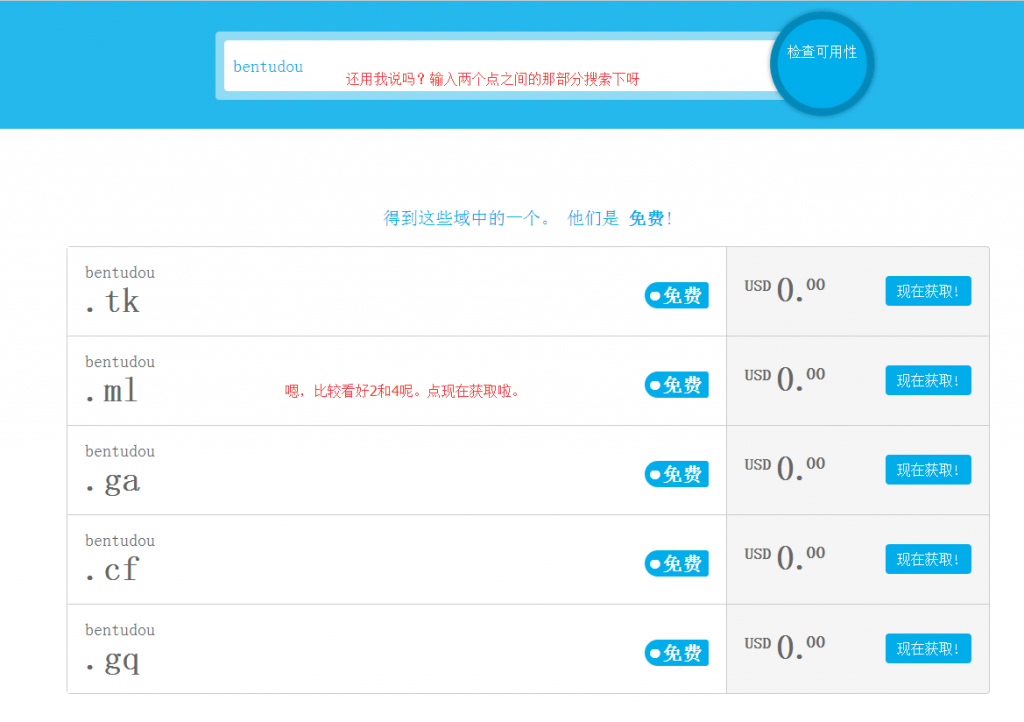 检查可用性
bentudou
还用我说吗？输入两个点之间的那部分搜索下呀
得到这些域中的一个。 他们是 免费!
bentudou
.tk
免费
USD 0.00
现在获取!
bentudou
.ml
嗯，比较看好2和4呢。点现在获取啦。
免费
USD 0.00
现在获取!
bentudou
.ga
免费
USD 0.00
现在获取!
bentudou
.cf
免费
USD 0.00
现在获取!
bentudou
.gq
免费
USD 0.00
现在获取!